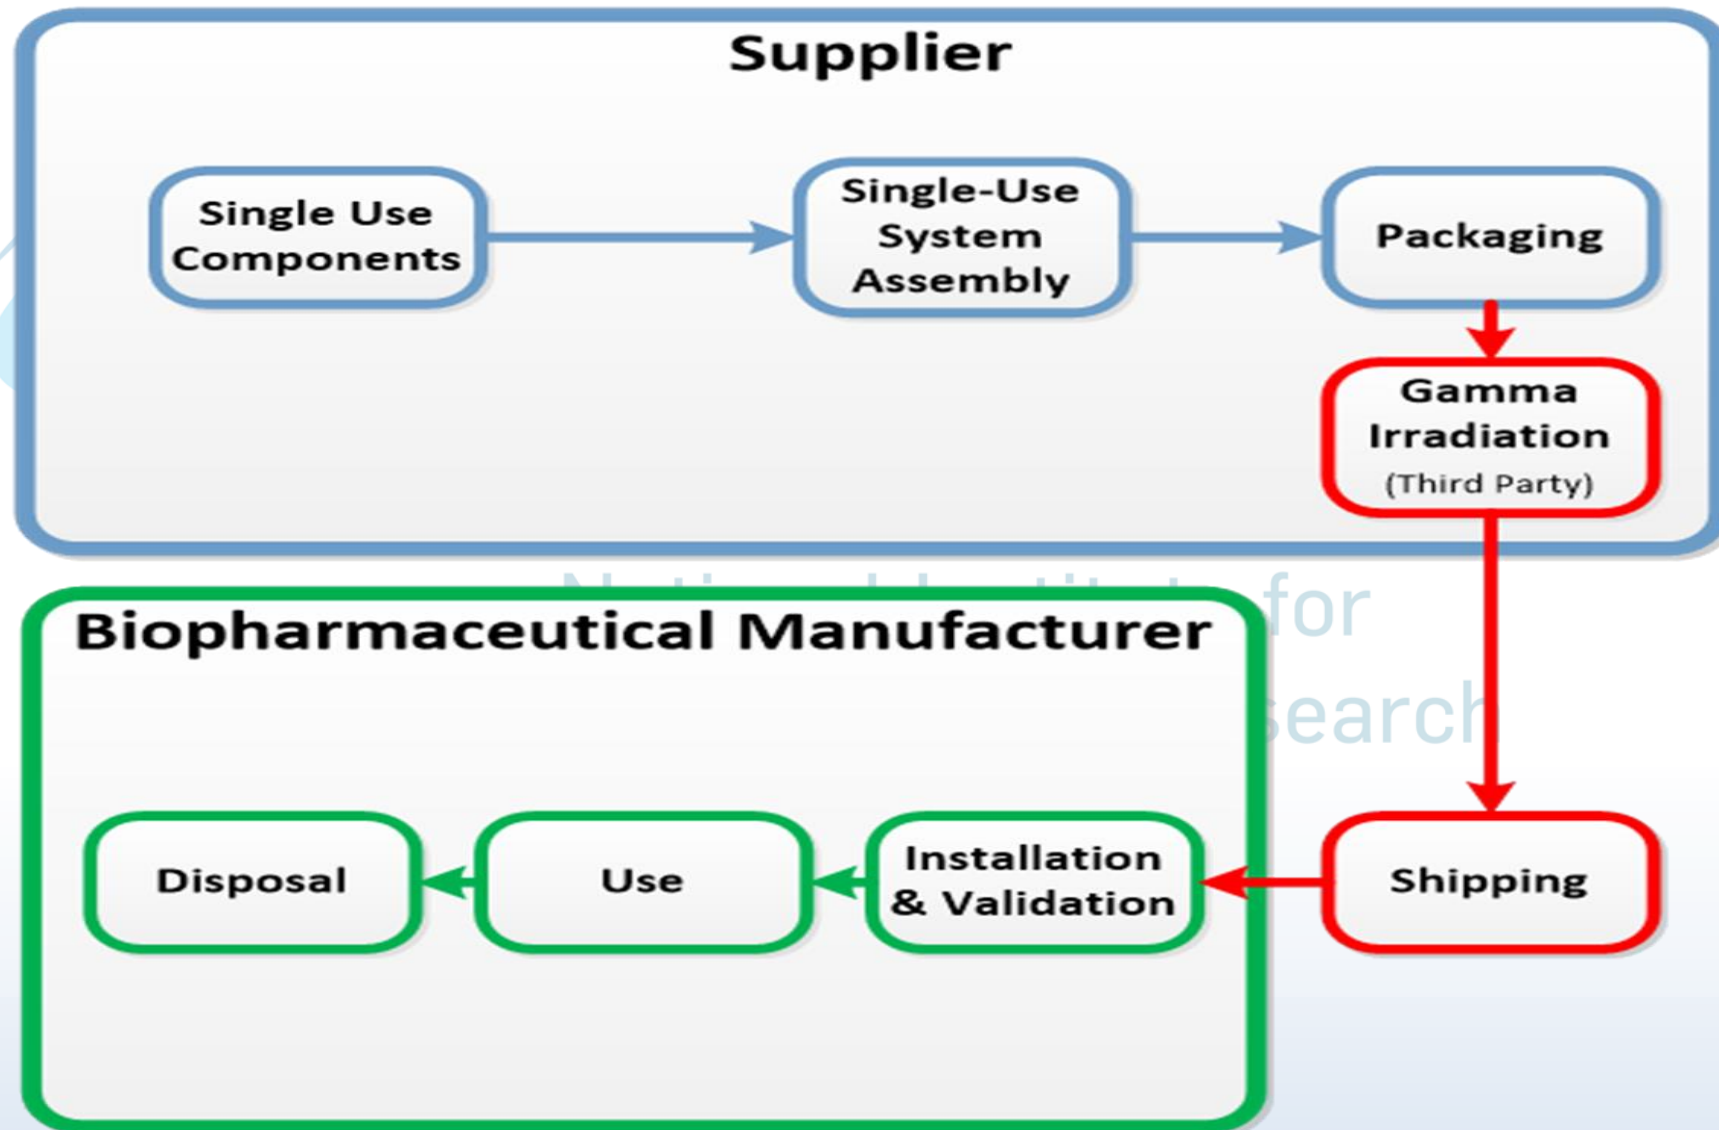 Supplier
Single Use
Components
Single-Use
System
Assembly
Packaging
Gamma
Irradiation
(Third Party)
for
Biopharmaceutical Manufacturer
search
Disposal
Use
Installation
& Validation
Shipping